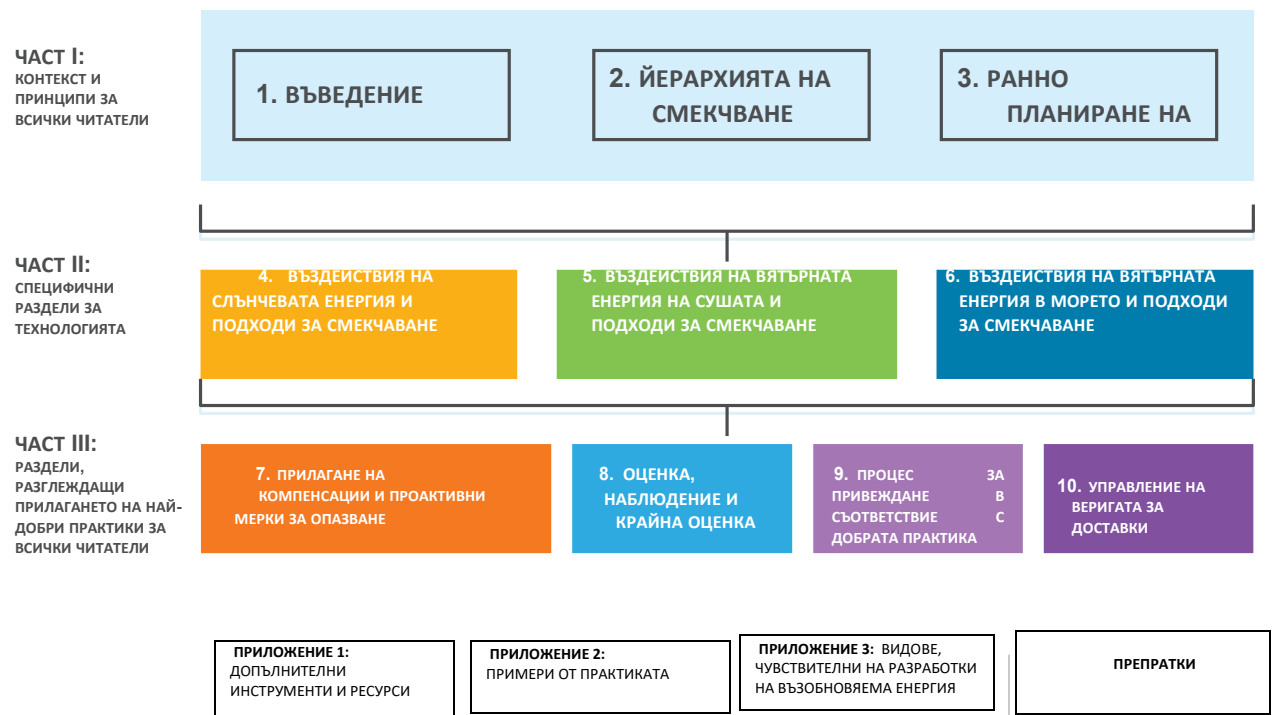 ЧАСТ I:
КОНТЕКСТ И
ПРИНЦИПИ ЗА
ВСИЧКИ ЧИТАТЕЛИ
1. ВЪВЕДЕНИЕ
2. ЙЕРАРХИЯТА НА
СМЕКЧВАНЕ
3. РАННО
ПЛАНИРАНЕ НА
ЧАСТ II:
СПЕЦИФИЧНИ
РАЗДЕЛИ ЗА
ТЕХНОЛОГИЯТА
4. ВЪЗДЕЙСТВИЯ НА
СЛЪНЧЕВАТА ЕНЕРГИЯ И
ПОДХОДИ ЗА СМЕКЧАВАНЕ
5. ВЪЗДЕЙСТВИЯ НА ВЯТЪРНАТА
ЕНЕРГИЯ НА СУШАТА И
ПОДХОДИ ЗА СМЕКЧАВАНЕ
6. ВЪЗДЕЙСТВИЯ НА ВЯТЪРНАТА
ЕНЕРГИЯ В МОРЕТО И ПОДХОДИ
ЗА СМЕКЧАВАНЕ
ЧАСТ III:
РАЗДЕЛИ,
РАЗГЛЕЖДАЩИ
ПРИЛАГАНЕТО НА НАЙ-
ДОБРИ ПРАКТИКИ ЗА
ВСИЧКИ ЧИТАТЕЛИ
7. ПРИЛАГАНЕ НА
КОМПЕНСАЦИИ И ПРОАКТИВНИ
МЕРКИ ЗА ОПАЗВАНЕ
8. ОЦЕНКА,
НАБЛЮДЕНИЕ И
КРАЙНА ОЦЕНКА
9. ПРОЦЕС ЗА
ПРИВЕЖДАНЕ В
СЪОТВЕТСТВИЕ С
ДОБРАТА ПРАКТИКА
10. УПРАВЛЕНИЕ НА
ВЕРИГАТА ЗА
ДОСТАВКИ
ПРИЛОЖЕНИЕ 1:
ДОПЪЛНИТЕЛНИ
ИНСТРУМЕНТИ И РЕСУРСИ
ПРИЛОЖЕНИЕ 2:
ПРИМЕРИ ОТ ПРАКТИКАТА
ПРИЛОЖЕНИЕ 3: ВИДОВЕ,
ЧУВСТВИТЕЛНИ НА РАЗРАБОТКИ
НА ВЪЗОБНОВЯЕМА ЕНЕРГИЯ
ПРЕПРАТКИ